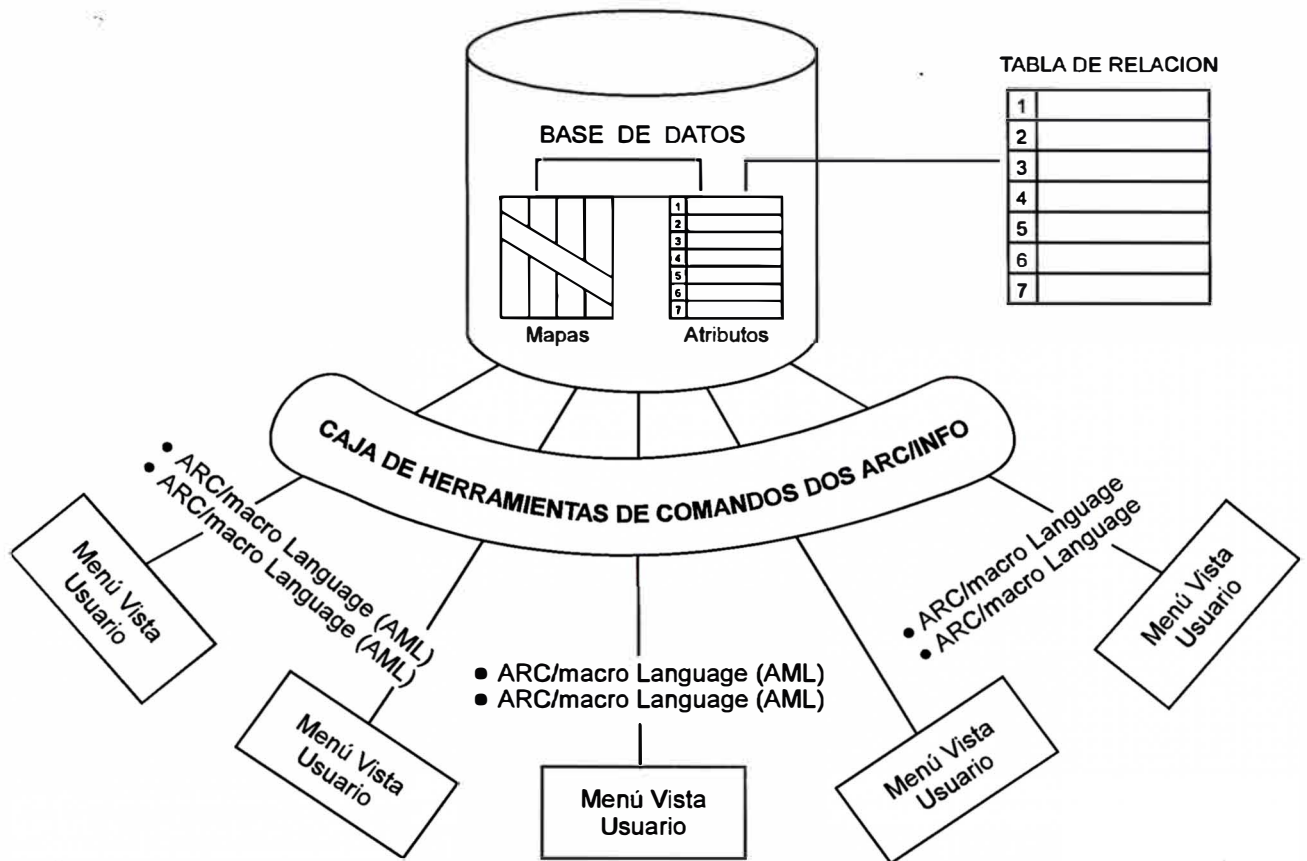 TABLA DE RELACION
1
2
3
4
5
6
7
BASE DE DATOS
1
2
3
4
5
6
7
Mapas
Atributos
CAJA DE HERRAMIENTAS DE COMANDOS DOS ARC/INFO
• ARC/macro Language (AML)
• ARC/macro Language (AML)
• ARC/macro Language (AML)
• ARC/macro Language (AML)
• ARC/macro Language
• ARC/macro Language
Menú Vista
Usuario
Menú Vista
Usuario
Menú Vista
Usuario
Menú Vista
Usuario
Menú Vista
Usuario